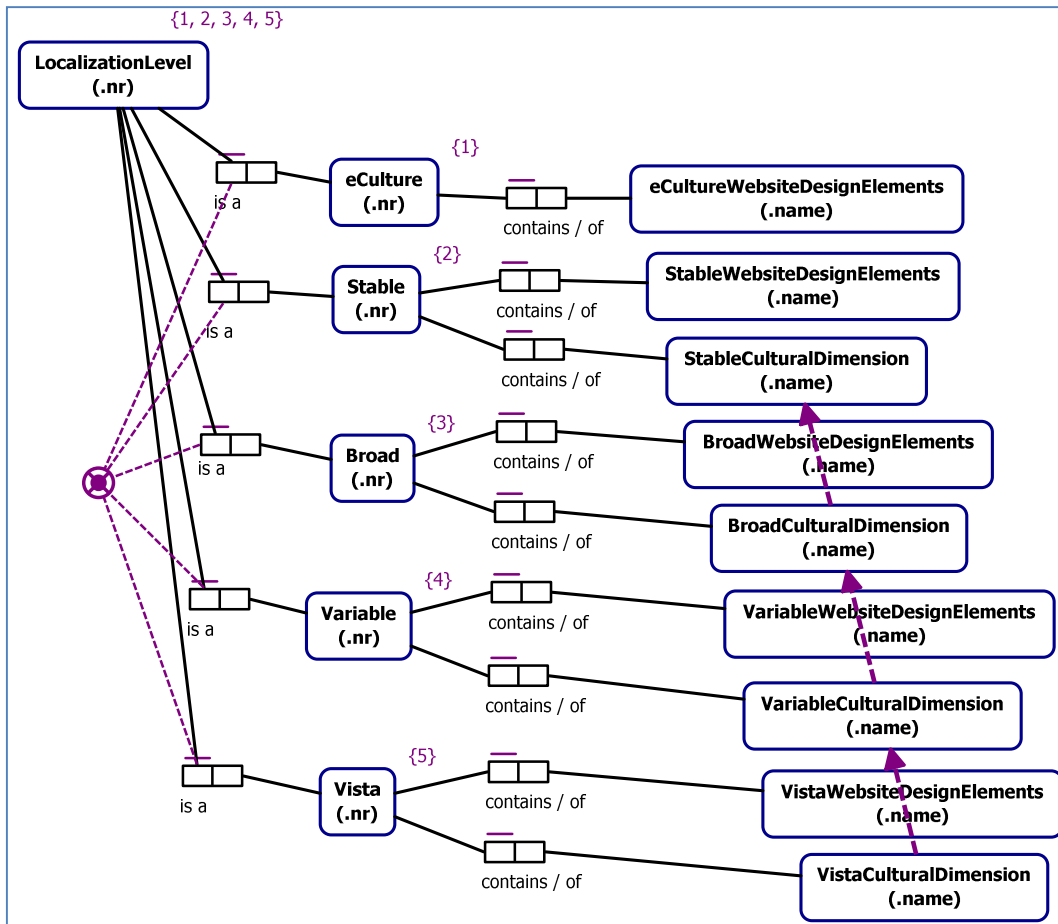 {1, 2, 3, 4, 5}
LocalizationLevel
(.nr)
is a
eCulture
(.nr)
{1}
contains / of
eCultureWebsiteDesignElements
(.name)
is a
Stable
(.nr)
{2}
contains / of
StableWebsiteDesignElements
(.name)
contains / of
StableCulturalDimension
(.name)
is a
Broad
(.nr)
{3}
contains / of
BroadWebsiteDesignElements
(.name)
contains / of
BroadCulturalDimension
(.name)
is a
Variable
(.nr)
{4}
contains / of
VariableWebsiteDesignElements
(.name)
contains / of
VariableCulturalDimension
(.name)
is a
Vista
(.nr)
{5}
contains / of
VistaWebsiteDesignElements
(.name)
contains / of
VistaCulturalDimension
(.name)